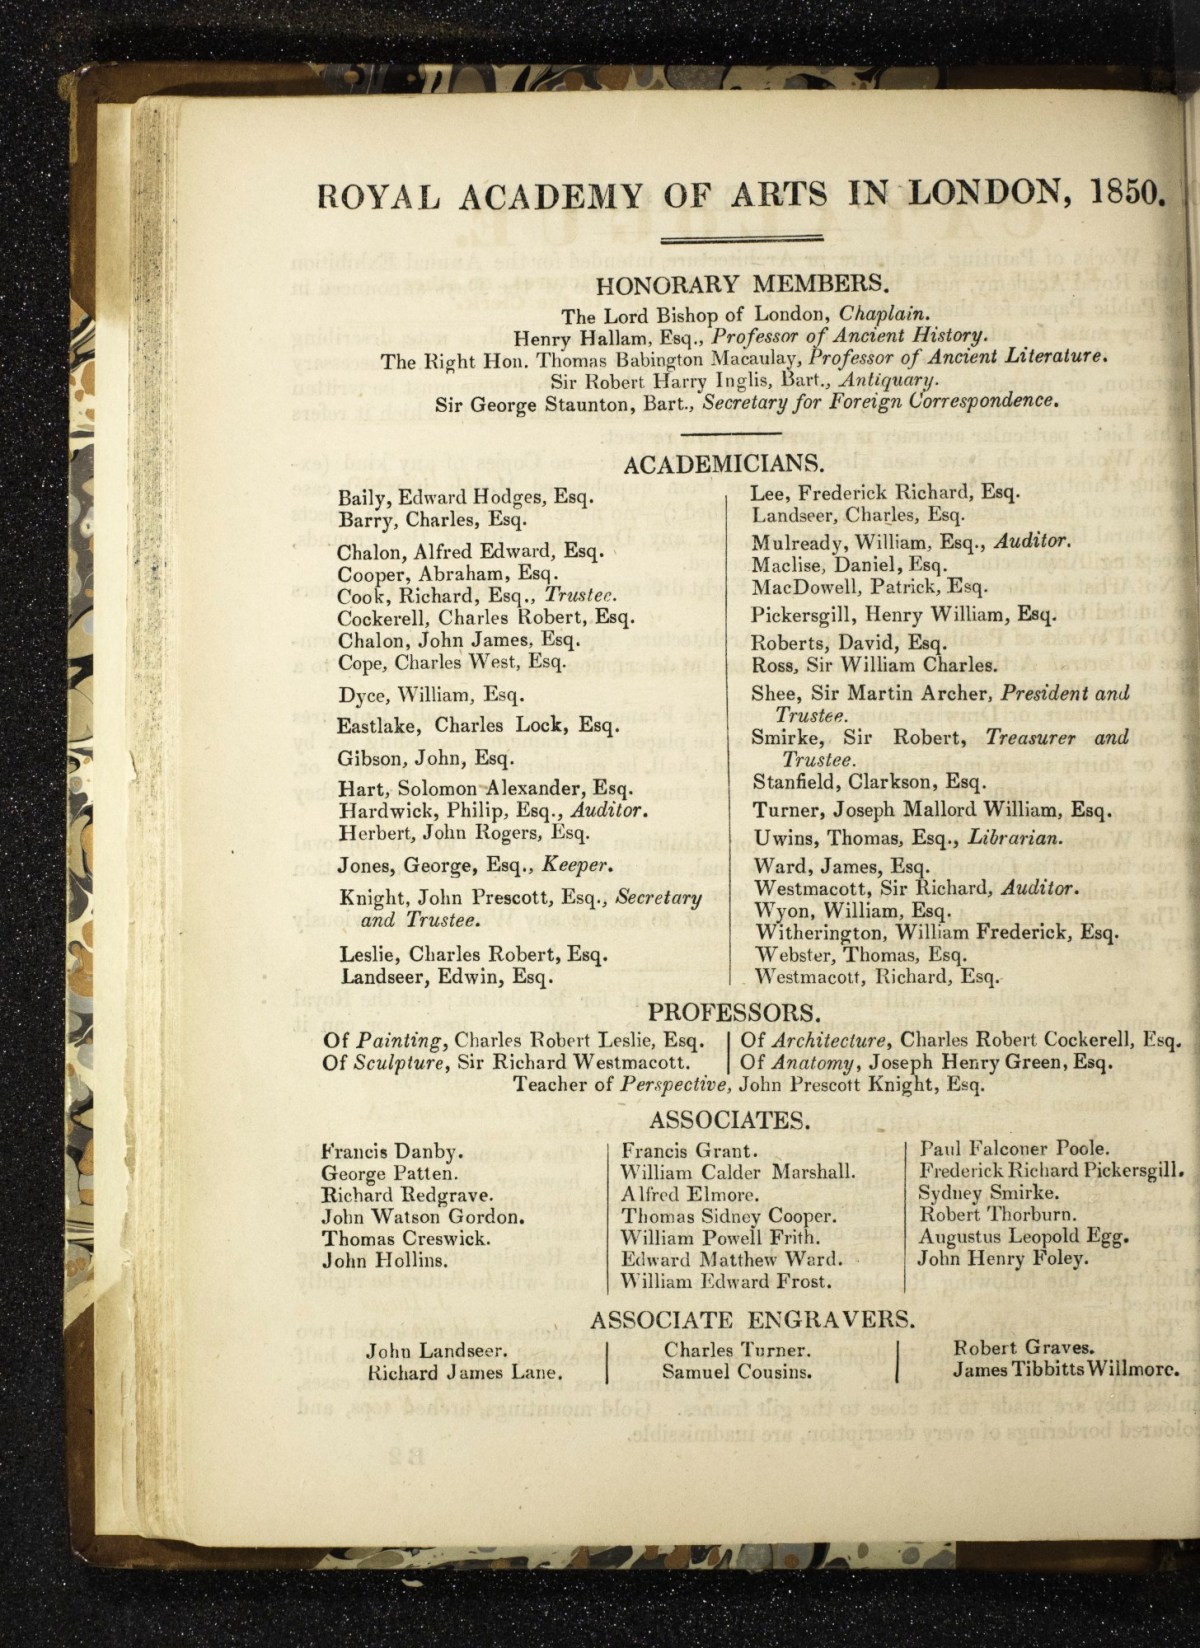 ROYAL ACADEMY OF ARTS IN LONDON, 1850.
HONORARY MEMBERS.
The Lord Bishop of London, Chaplain.
Henry Hallam, Esq., Professor of Ancient History.
The Right Hon. Thomas Babington Macaulay, Professor of Ancient Literature.
Sir Robert Harry Inglis, Bart., Antiquary.
Sir George Staunton, Bart., Secretary for Foreign Correspondence.
ACADEMICIANS.
Baily, Edward Hodges, Esq.
Barry, Charles, Esq.
Chalon, Alfred Edward, Esq.
Cooper, Abraham, Esq.
Cook, Richard, Esq., Trustee.
Cockerell, Charles Robert, Esq.
Chalon, John James, Esq.
Cope, Charles West, Esq.
Dyce, William, Esq.
Eastlake, Charles Lock, Esq.
Gibson, John, Esq.
Hart, Solomon Alexander, Esq.
Hardwick, Philip, Esq., Auditor.
Herbert, John Rogers, Esq.
Jones, George, Esq., Keeper.
Knight, John Prescott, Esq., Secretary
and Trustee.
Leslie, Charles Robert, Esq.
Landseer, Edwin, Esq.
Lee, Frederick Richard, Esq.
Landseer, Charles, Esq.
Mulready, William, Esq., Auditor.
Maclise, Daniel, Esq.
MacDowell, Patrick, Esq.
Pickersgill, Henry William, Esq.
Roberts, David, Esq.
Ross, Sir William Charles.
Shee, Sir Martin Archer, President and
Trustee.
Smirke, Sir Robert, Treasurer and
Trustee.
Stanfield, Clarkson, Esq.
Turner, Joseph Mallord William, Esq.
Uwins, Thomas, Esq., Librarian.
Ward, James, Esq.
Westmacott, Sir Richard, Auditor.
Wyon, William, Esq.
Witherington, William Frederick, Esq.
Webster, Thomas, Esq.
Westmacott, Richard, Esq.
PROFESSORS.
Of Painting, Charles Robert Leslie, Esq.
Of Sculpture, Sir Richard Westmacott.
Of Architecture, Charles Robert Cockerell, Esq.
Of Anatomy, Joseph Henry Green, Esq.
Teacher of Perspective, John Prescott Knight, Esq.
ASSOCIATES.
Francis Danby.
George Patten.
Richard Redgrave.
John Watson Gordon.
Thomas Creswick.
John Hollins.
Francis Grant.
William Calder Marshall.
Alfred Elmore.
Thomas Sidney Cooper.
William Powell Frith.
Edward Matthew Ward.
William Edward Frost.
Paul Falconer Poole.
Frederick Richard Pickersgill.
Sydney Smirke.
Robert Thorburn.
Augustus Leopold Egg.
John Henry Foley.
ASSOCIATE ENGRAVERS.
John Landseer.
Richard James Lane.
Charles Turner.
Samuel Cousins.
Robert Graves.
James Tibbitts Willmore.